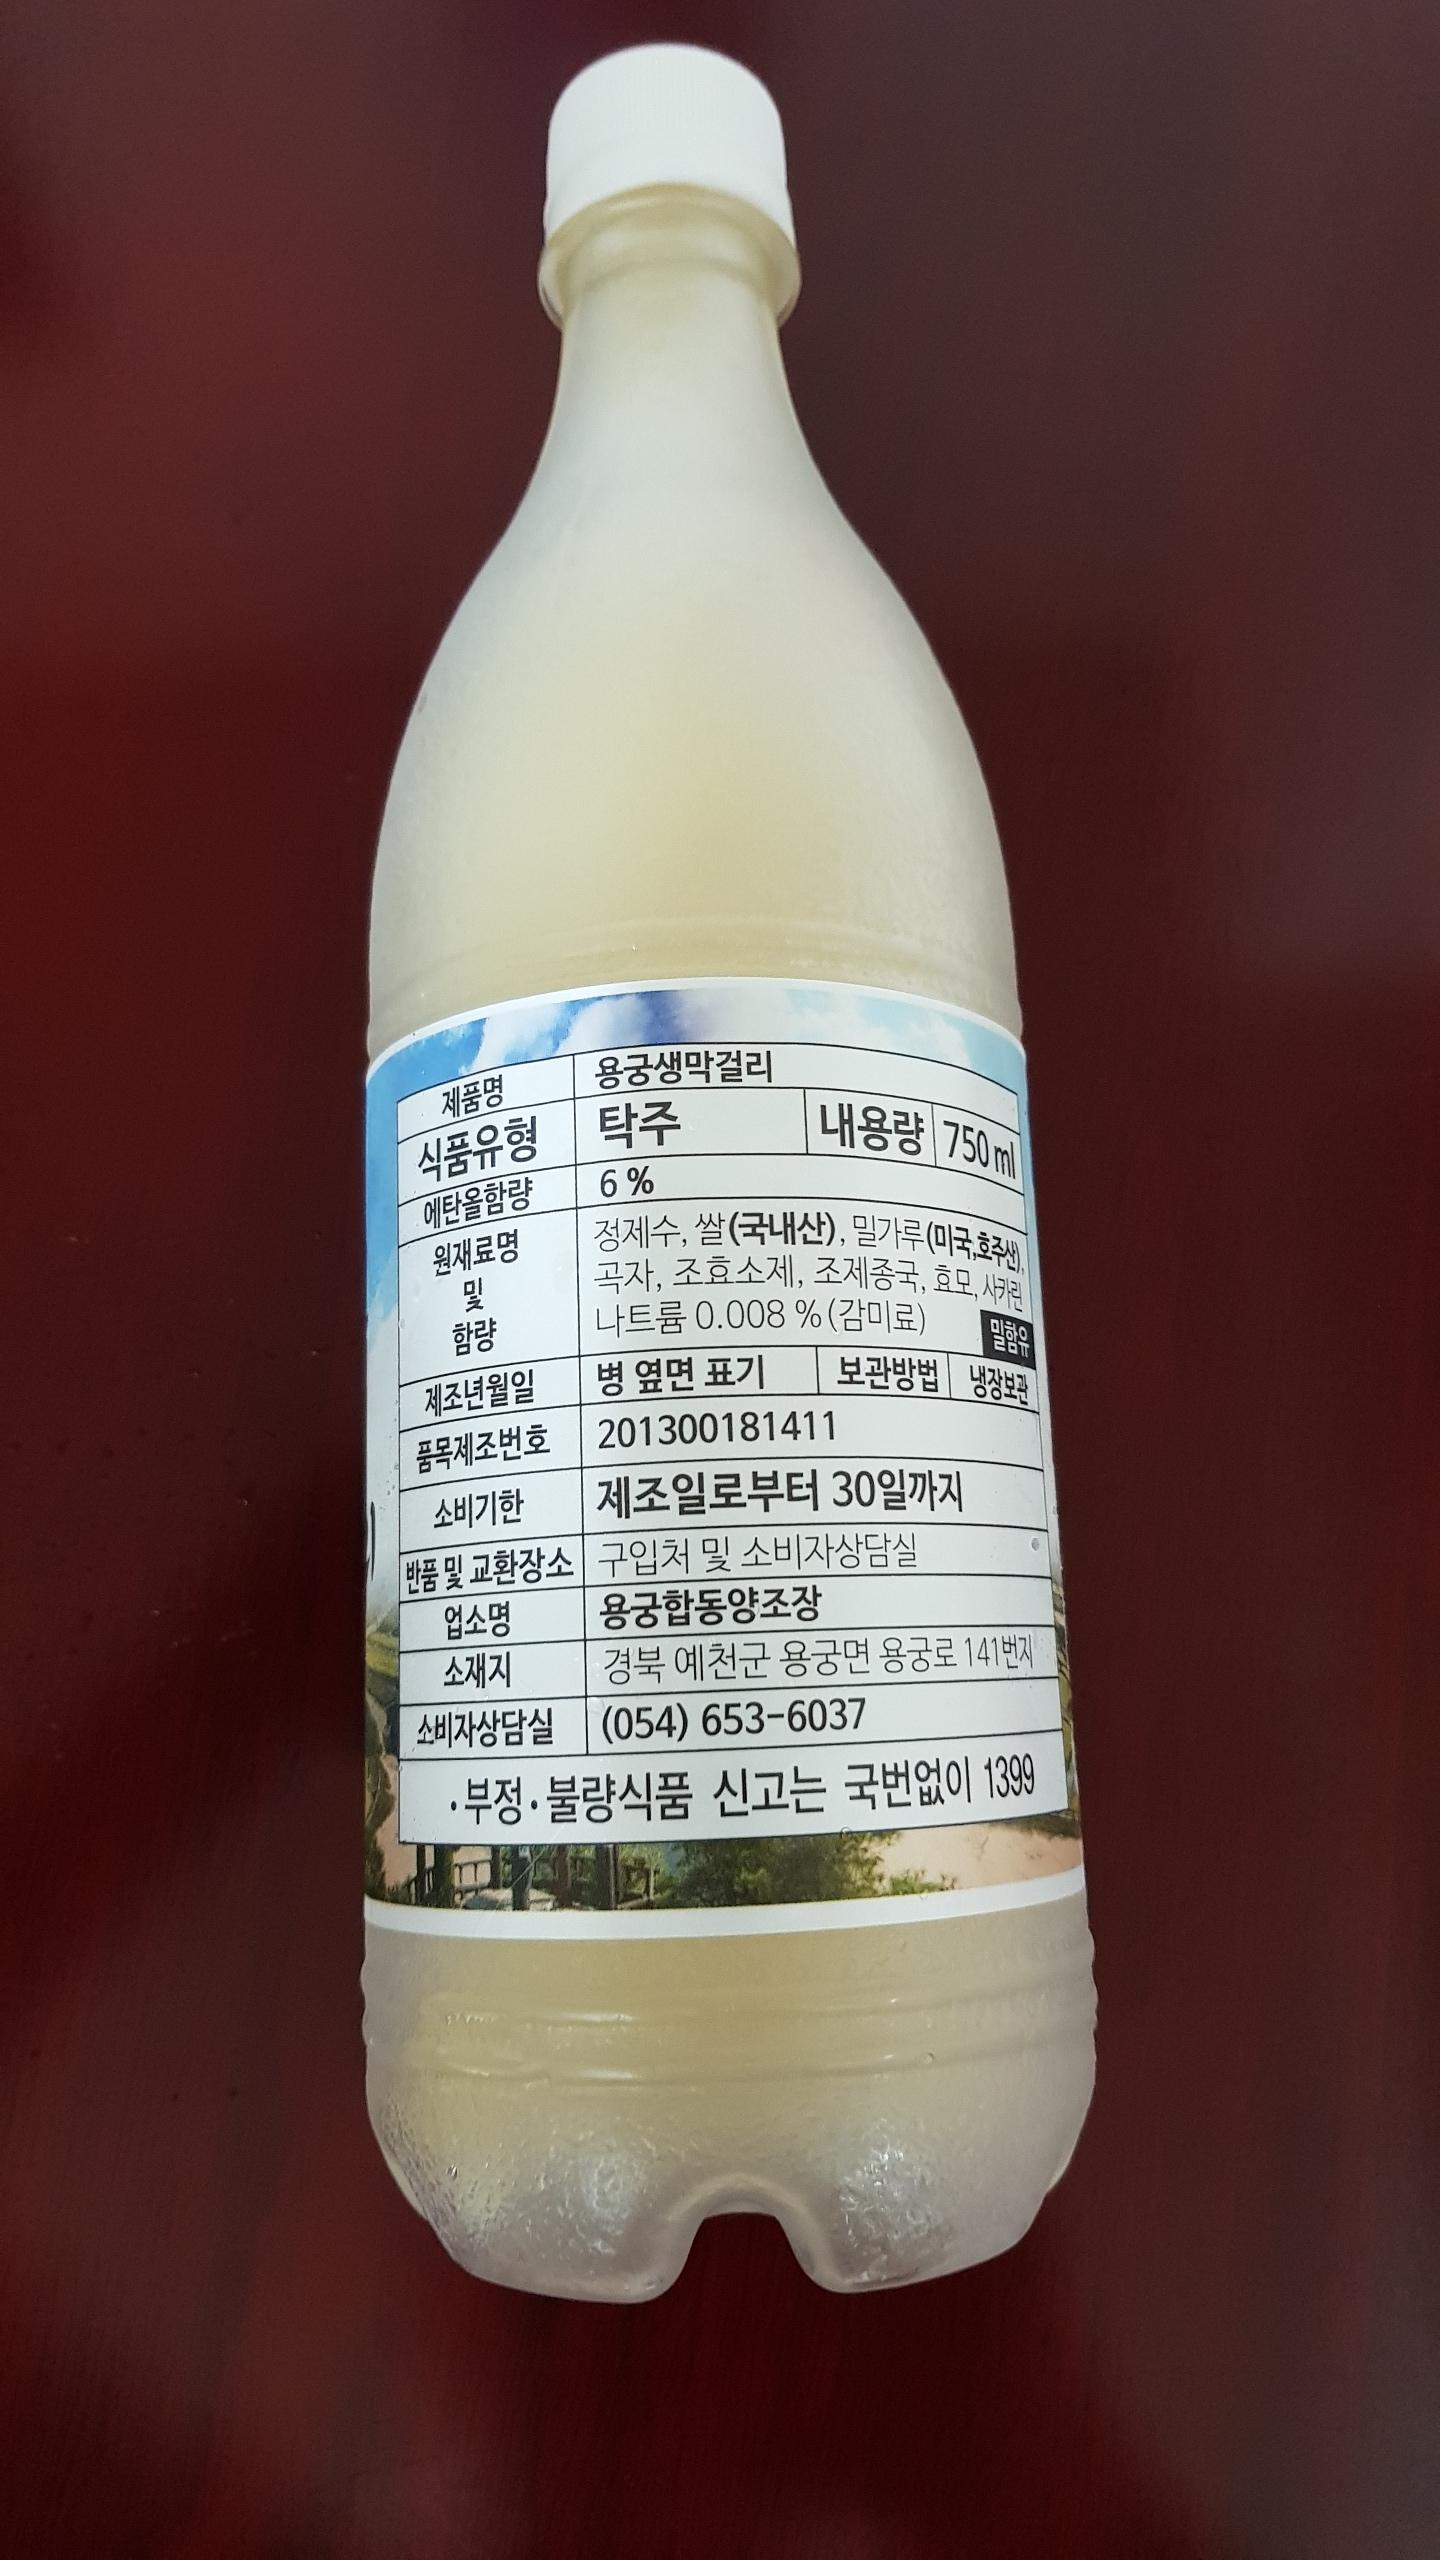 제품명 용궁생막걸리
식품유형 탁주 내용량 750 ml
에탄올함량 6 %
원재료명 및 함량
정제수, 쌀(국내산), 밀가루(미국,호주산),
곡자, 조효소제, 조제종국, 효모, 사카린
나트륨 0.008 % (감미료) 밀함유
제조년월일 병 옆면 표기 보관방법 냉장보관
품목제조번호 201300181411
소비기한 제조일로부터 30일까지
반품 및 교환장소 구입처 및 소비자상담실
업소명 용궁합동양조장
소재지 경북 예천군 용궁면 용궁로 141번지
소비자상담실 (054) 653-6037
·부정·불량식품 신고는 국번없이 1399